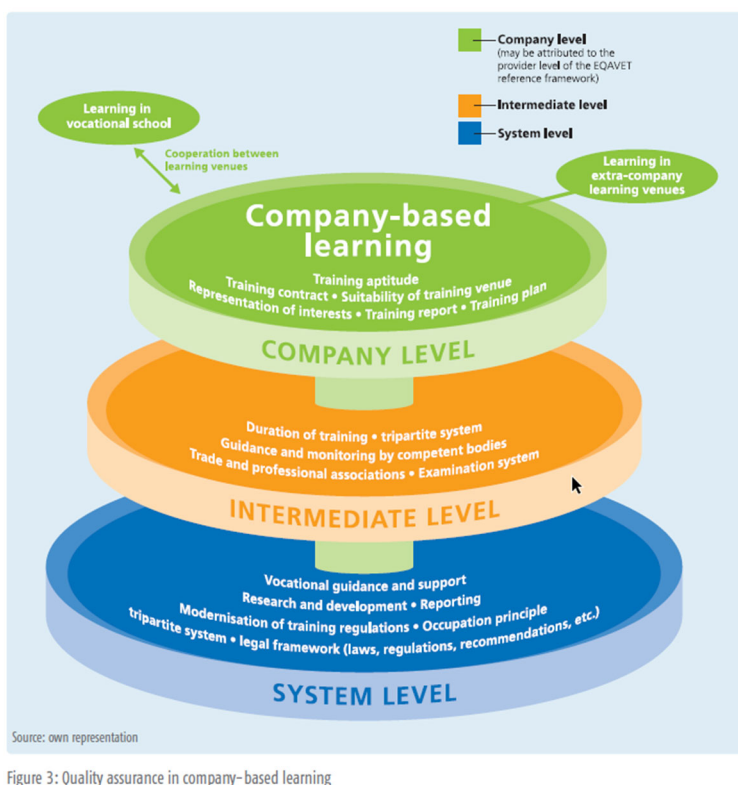 Company level
(may be attributed to the
provider level of the EQAVET
reference framework)
Intermediate level
System level
Learning in
vocational school
Cooperation between
learning venues
Learning in
extra-company
learning venues
Company-based
learning
Training aptitude
Training contract • Suitability of training venue
Representation of interests • Training report • Training plan
COMPANY LEVEL
Duration of training • tripartite system
Guidance and monitoring by competent bodies
Trade and professional associations • Examination system
INTERMEDIATE LEVEL
Vocational guidance and support
Research and development • Reporting
Modernisation of training regulations • Occupation principle
tripartite system • legal framework (laws, regulations, recommendations, etc.)
SYSTEM LEVEL
Source: own representation
Figure 3: Quality assurance in company-based learning